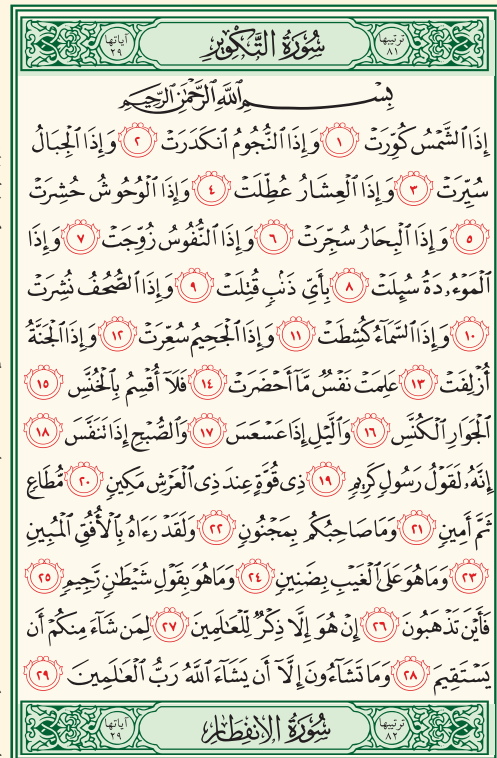 ترتيبها ٨١ سُورَةُ التَّكْوِيرِ آياتها ٢٩
بِسْمِ ٱللَّهِ ٱلرَّحْمَٰنِ ٱلرَّحِيمِ
إِذَا ٱلشَّمْسُ كُوِّرَتْ ١ وَإِذَا ٱلنُّجُومُ ٱنكَدَرَتْ ٢ وَإِذَا ٱلْجِبَالُ
سُيِّرَتْ ٣ وَإِذَا ٱلْعِشَارُ عُطِّلَتْ ٤ وَإِذَا ٱلْوُحُوشُ حُشِرَتْ
٥ وَإِذَا ٱلْبِحَارُ سُجِّرَتْ ٦ وَإِذَا ٱلنُّفُوسُ زُوِّجَتْ ٧ وَإِذَا
ٱلْمَوْءُۥدَةُ سُئِلَتْ ٨ بِأَيِّ ذَنۢبٍ قُتِلَتْ ٩ وَإِذَا ٱلصُّحُفُ نُشِرَتْ
١٠ وَإِذَا ٱلسَّمَآءُ كُشِطَتْ ١١ وَإِذَا ٱلْجَحِيمُ سُعِّرَتْ ١٢ وَإِذَا ٱلْجَنَّةُ
أُزْلِفَتْ ١٣ عَلِمَتْ نَفْسٌ مَّآ أَحْضَرَتْ ١٤ فَلَآ أُقْسِمُ بِٱلْخُنَّسِ ١٥
ٱلْجَوَارِ ٱلْكُنَّسِ ١٦ وَٱلَّيْلِ إِذَا عَسْعَسَ ١٧ وَٱلصُّبْحِ إِذَا تَنَفَّسَ ١٨
إِنَّهُۥ لَقَوْلُ رَسُولٍ كَرِيمٍ ١٩ ذِى قُوَّةٍ عِندَ ذِى ٱلْعَرْشِ مَكِينٍ ٢٠ مُّطَاعٍ
ثَمَّ أَمِينٍ ٢١ وَمَا صَاحِبُكُم بِمَجْنُونٍ ٢٢ وَلَقَدْ رَءَاهُ بِٱلْأُفُقِ ٱلْمُبِينِ
٢٣ وَمَا هُوَ عَلَى ٱلْغَيْبِ بِضَنِينٍ ٢٤ وَمَا هُوَ بِقَوْلِ شَيْطَٰنٍ رَّجِيمٍ ٢٥
فَأَيْنَ تَذْهَبُونَ ٢٦ إِنْ هُوَ إِلَّا ذِكْرٌ لِّلْعَٰلَمِينَ ٢٧ لِمَن شَآءَ مِنكُمْ أَن
يَسْتَقِيمَ ٢٨ وَمَا تَشَآءُونَ إِلَّآ أَن يَشَآءَ ٱللَّهُ رَبُّ ٱلْعَٰلَمِينَ ٢٩
ترتيبها ٨٢ سُورَةُ الانفِطَارِ آياتها ٢٩